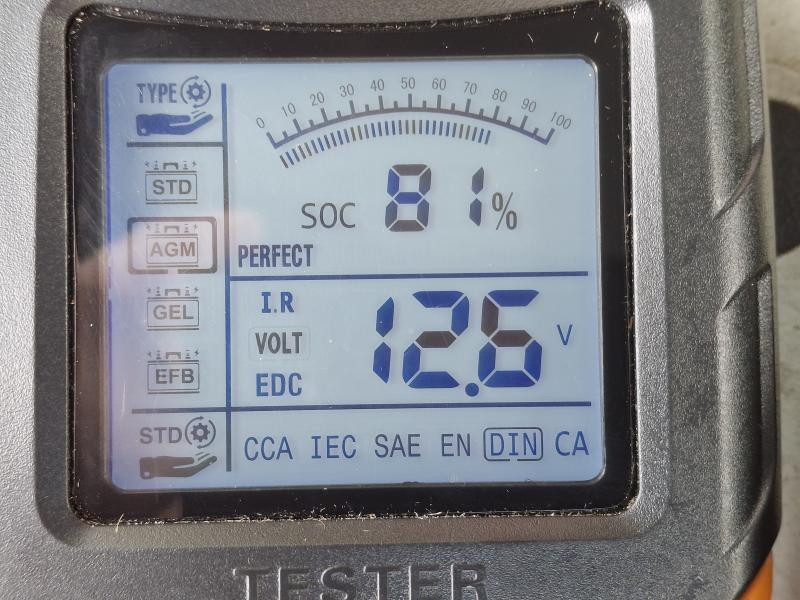 TYPE
0 10 20 30 40 50 60 70 80 90 100
STD
SOC 81%
AGM
PERFECT
I.R
GEL
VOLT 12.6 V
EFB
EDC
STD
CCA IEC SAE EN DIN CA
TESTER